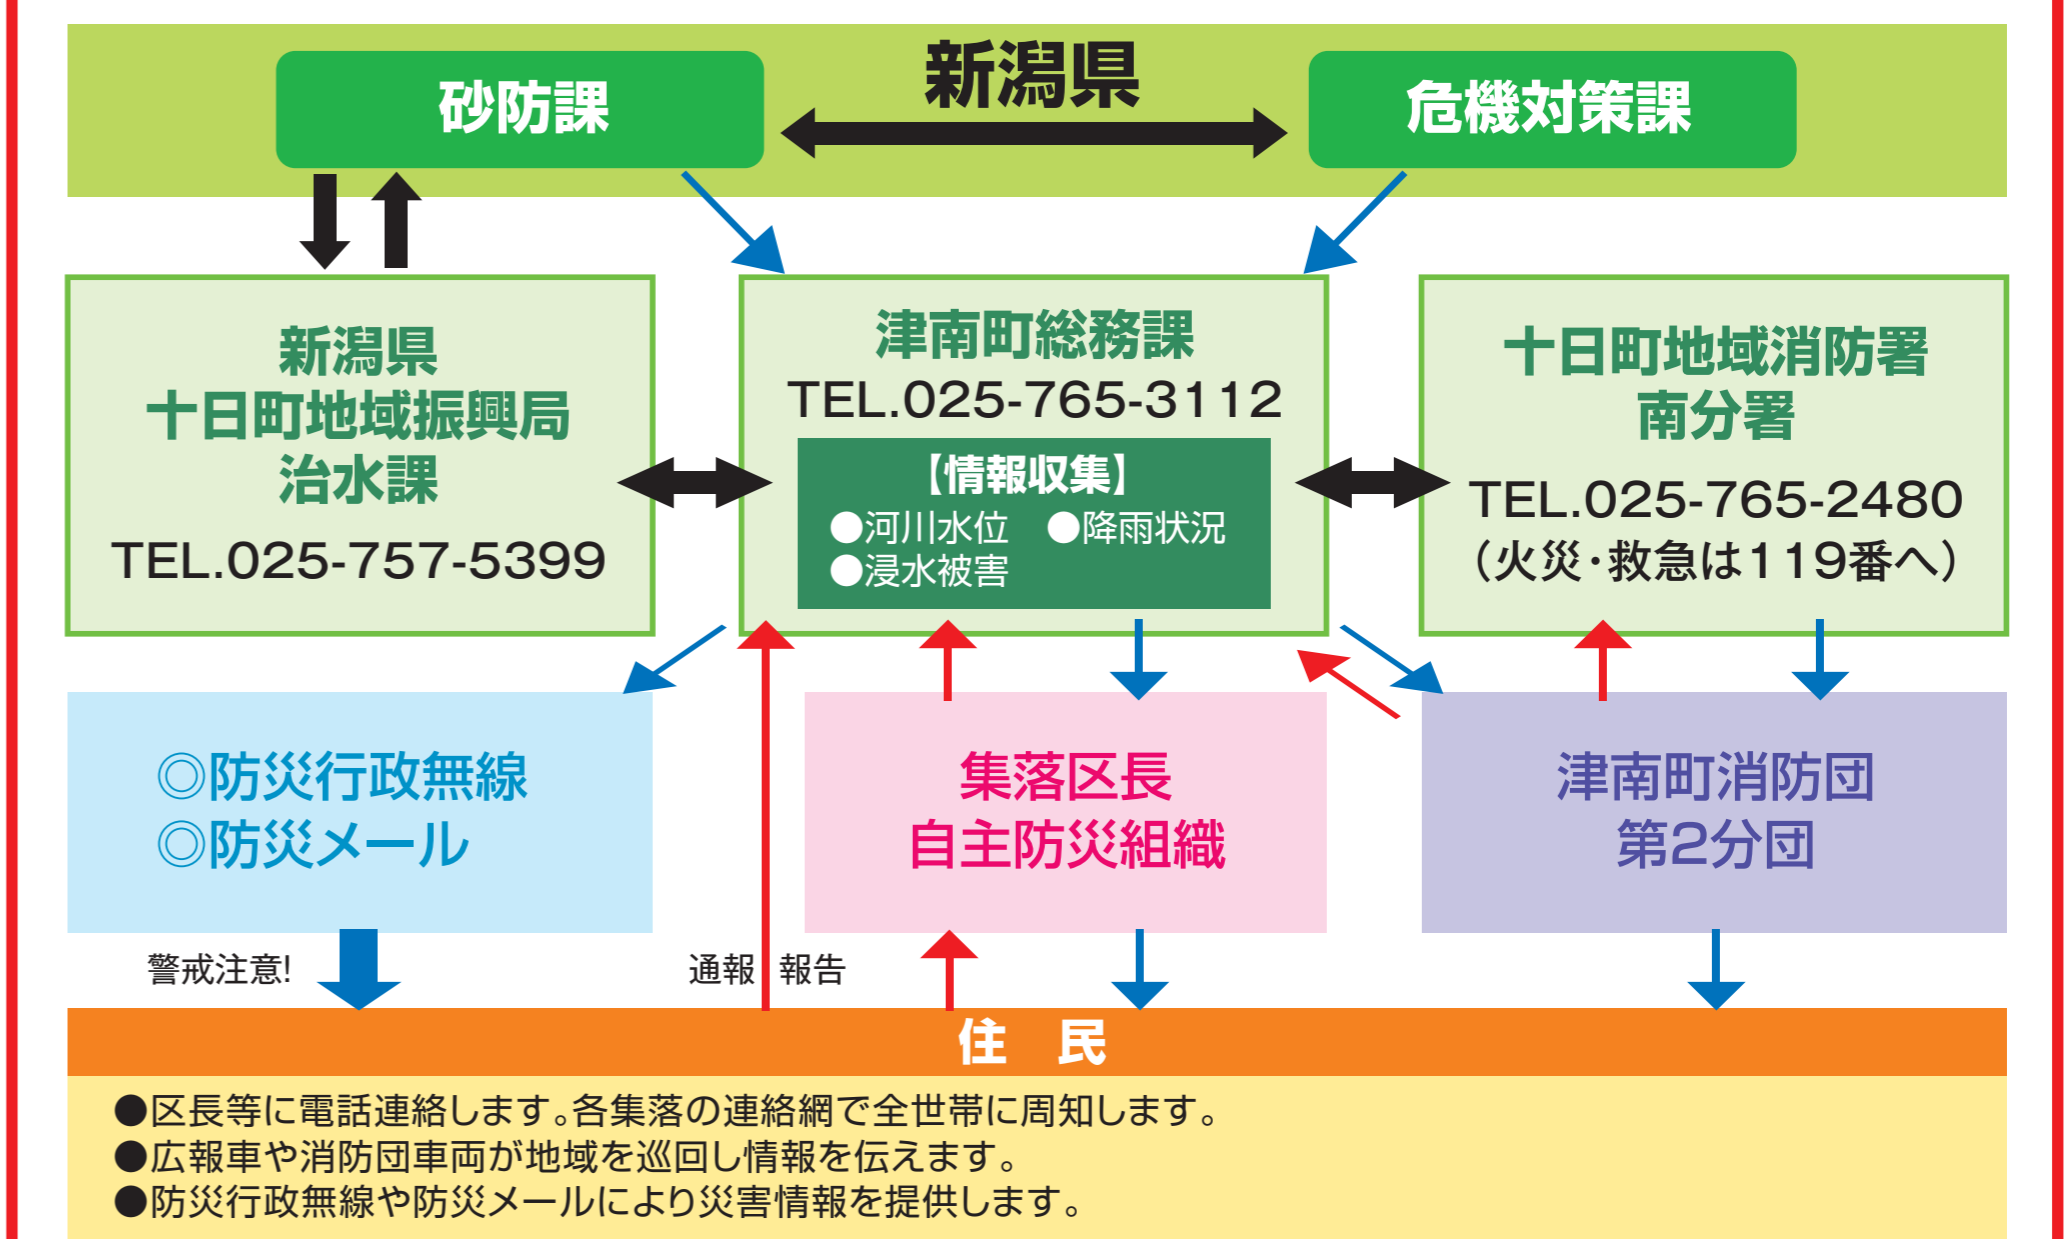 新潟県
砂防課
危機対策課
新潟県
十日町地域振興局
治水課
TEL.025-757-5399
津南町総務課
TEL.025-765-3112
【情報収集】
●河川水位　●降雨状況
●浸水被害
十日町地域消防署
南分署
TEL.025-765-2480
（火災・救急は119番へ）
◎防災行政無線
◎防災メール
集落区長
自主防災組織
津南町消防団
第2分団
警戒注意!
通報　報告
住　民
●区長等に電話連絡します。各集落の連絡網で全世帯に周知します。
●広報車や消防団車両が地域を巡回し情報を伝えます。
●防災行政無線や防災メールにより災害情報を提供します。